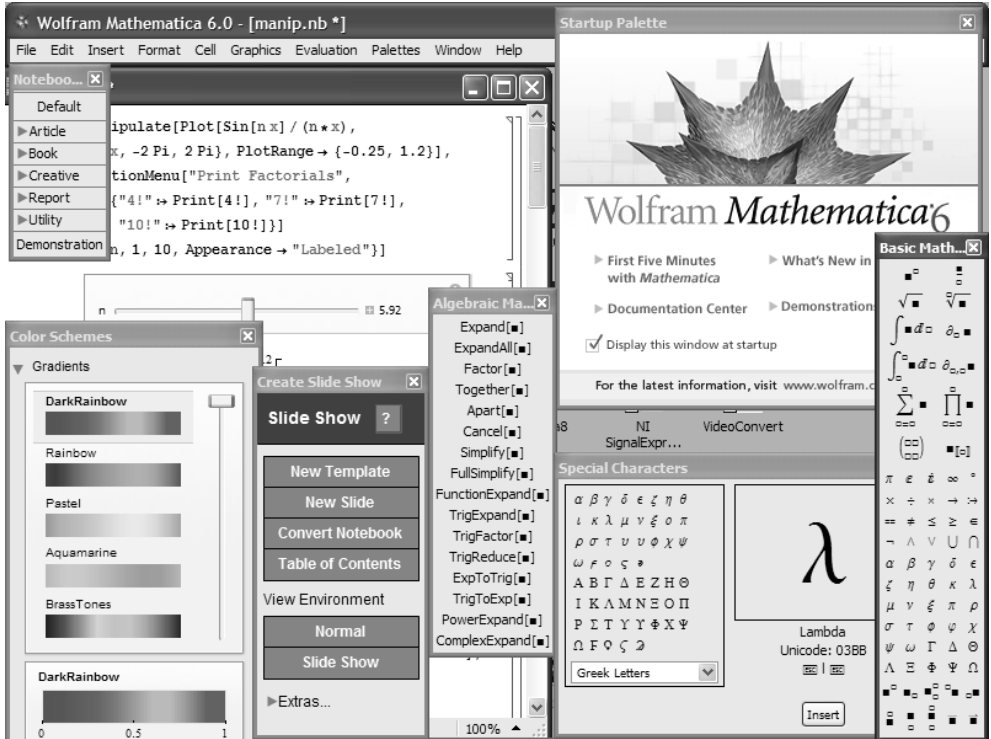 Wolfram Mathematica 6.0 - [manip.nb *]
File Edit Insert Format Cell Graphics Evaluation Palettes Window Help
Noteboo...
Default
Article
Book
Creative
Report
Utility
Demonstration
ipulate[Plot[Sin[n x] / (n * x),
x, -2 Pi, 2 Pi}, PlotRange → {-0.25, 1.2}],
tionMenu["Print Factorials",
{"4!" :→ Print[4!], "7!" :→ Print[7!],
"10!" :→ Print[10!]}]
n, 1, 10, Appearance → "Labeled"}]
n 5.92
Startup Palette
Wolfram Mathematica 6
First Five Minutes
with Mathematica
What's New in
Documentation Center
Demonstrations
Display this window at startup
For the latest information, visit www.wolfram.c
a8
NI
SignalExpr...
VideoConvert
Color Schemes
Gradients
DarkRainbow
Rainbow
Pastel
Aquamarine
BrassTones
DarkRainbow
0 0.5 1
Create Slide Show
Slide Show ?
New Template
New Slide
Convert Notebook
Table of Contents
View Environment
Normal
Slide Show
Extras...
Algebraic Ma...
Expand[■]
ExpandAll[■]
Factor[■]
Together[■]
Apart[■]
Cancel[■]
Simplify[■]
FullSimplify[■]
FunctionExpand[■]
TrigExpand[■]
TrigFactor[■]
TrigReduce[■]
ExpToTrig[■]
TrigToExp[■]
PowerExpand[■]
ComplexExpand[■]
100%
Special Characters
α β γ δ ϵ ζ η θ
ι κ λ μ ν ξ ο π
ρ σ τ υ υ ϕ χ ψ
Α Β Γ Δ Ε Ζ Η Θ
Ι Κ Λ Μ Ν Ξ Ο Π
Ρ Σ Τ Υ ϒ Φ Χ Ψ
Greek Letters
λ
Lambda
Unicode: 03BB
Insert
Basic Math...
π ⅇ ⅈ ∞ °
× ÷ × → :→
== ≠ ≤ ≥ ∈
¬ ∧ ∨ ∪ ∩
α β γ δ ϵ
ζ η θ κ λ
μ ν ξ π ρ
σ τ ϕ φ χ
ψ ω Γ Δ Θ
Λ Ξ Φ Ψ Ω